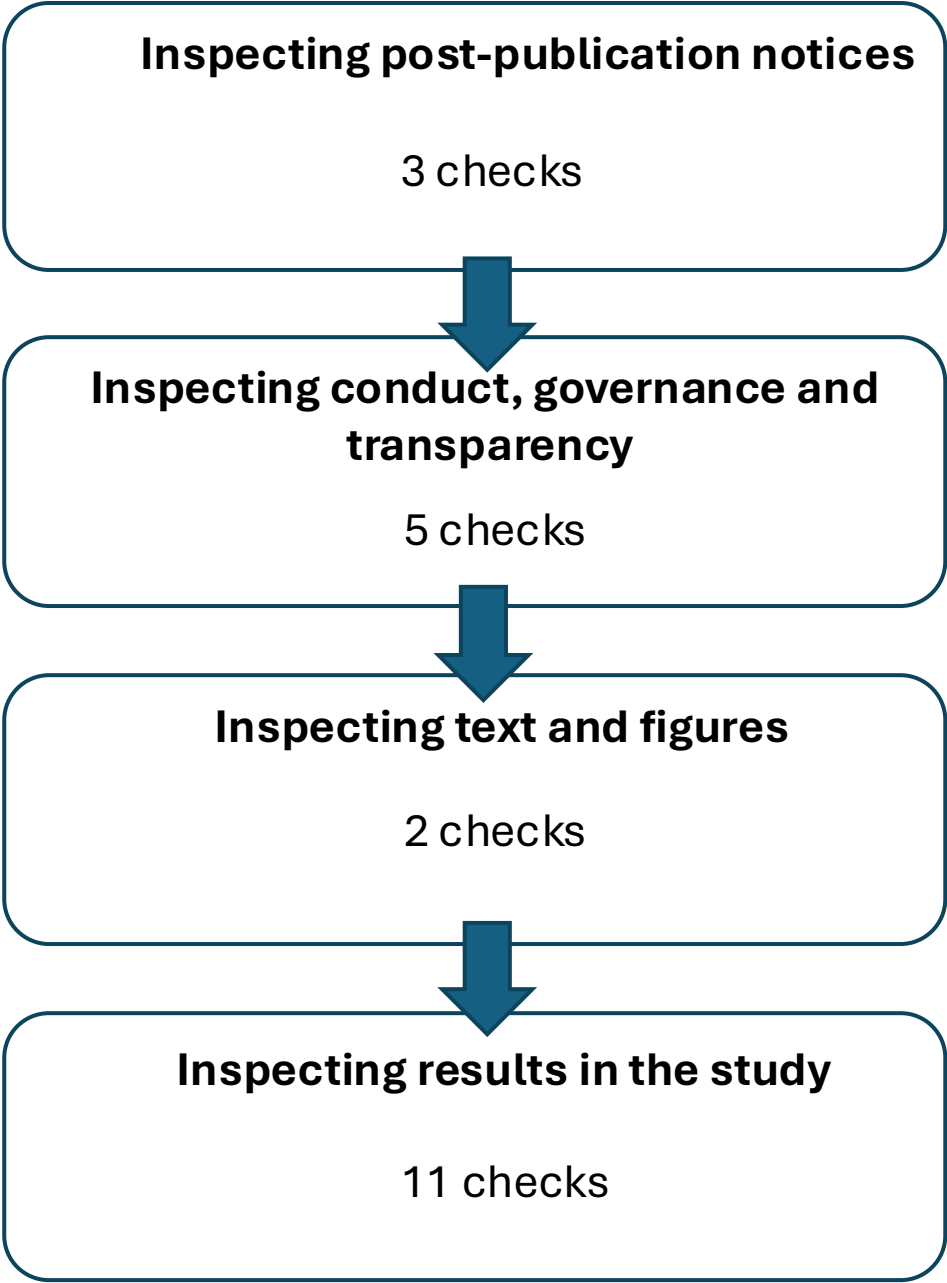 Inspecting post-publication notices
3 checks
Inspecting conduct, governance and
transparency
5 checks
Inspecting text and figures
2 checks
Inspecting results in the study
11 checks